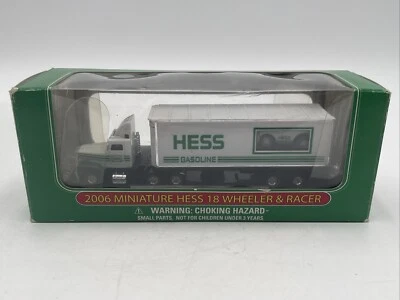 HESS
GASOLINE
2006 MINIATURE HESS 18 WHEELER & RACER
WARNING: CHOKING HAZARD–
SMALL PARTS. NOT FOR CHILDREN UNDER 3 YEARS.